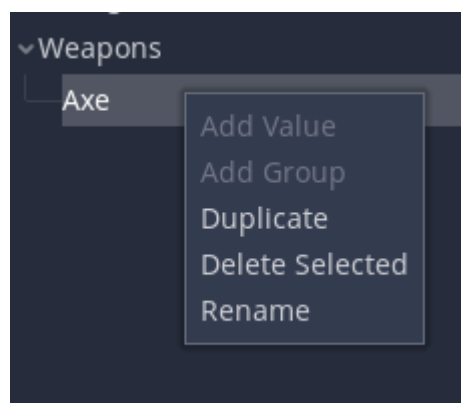 Weapons
Axe
Add Value
Add Group
Duplicate
Delete Selected
Rename